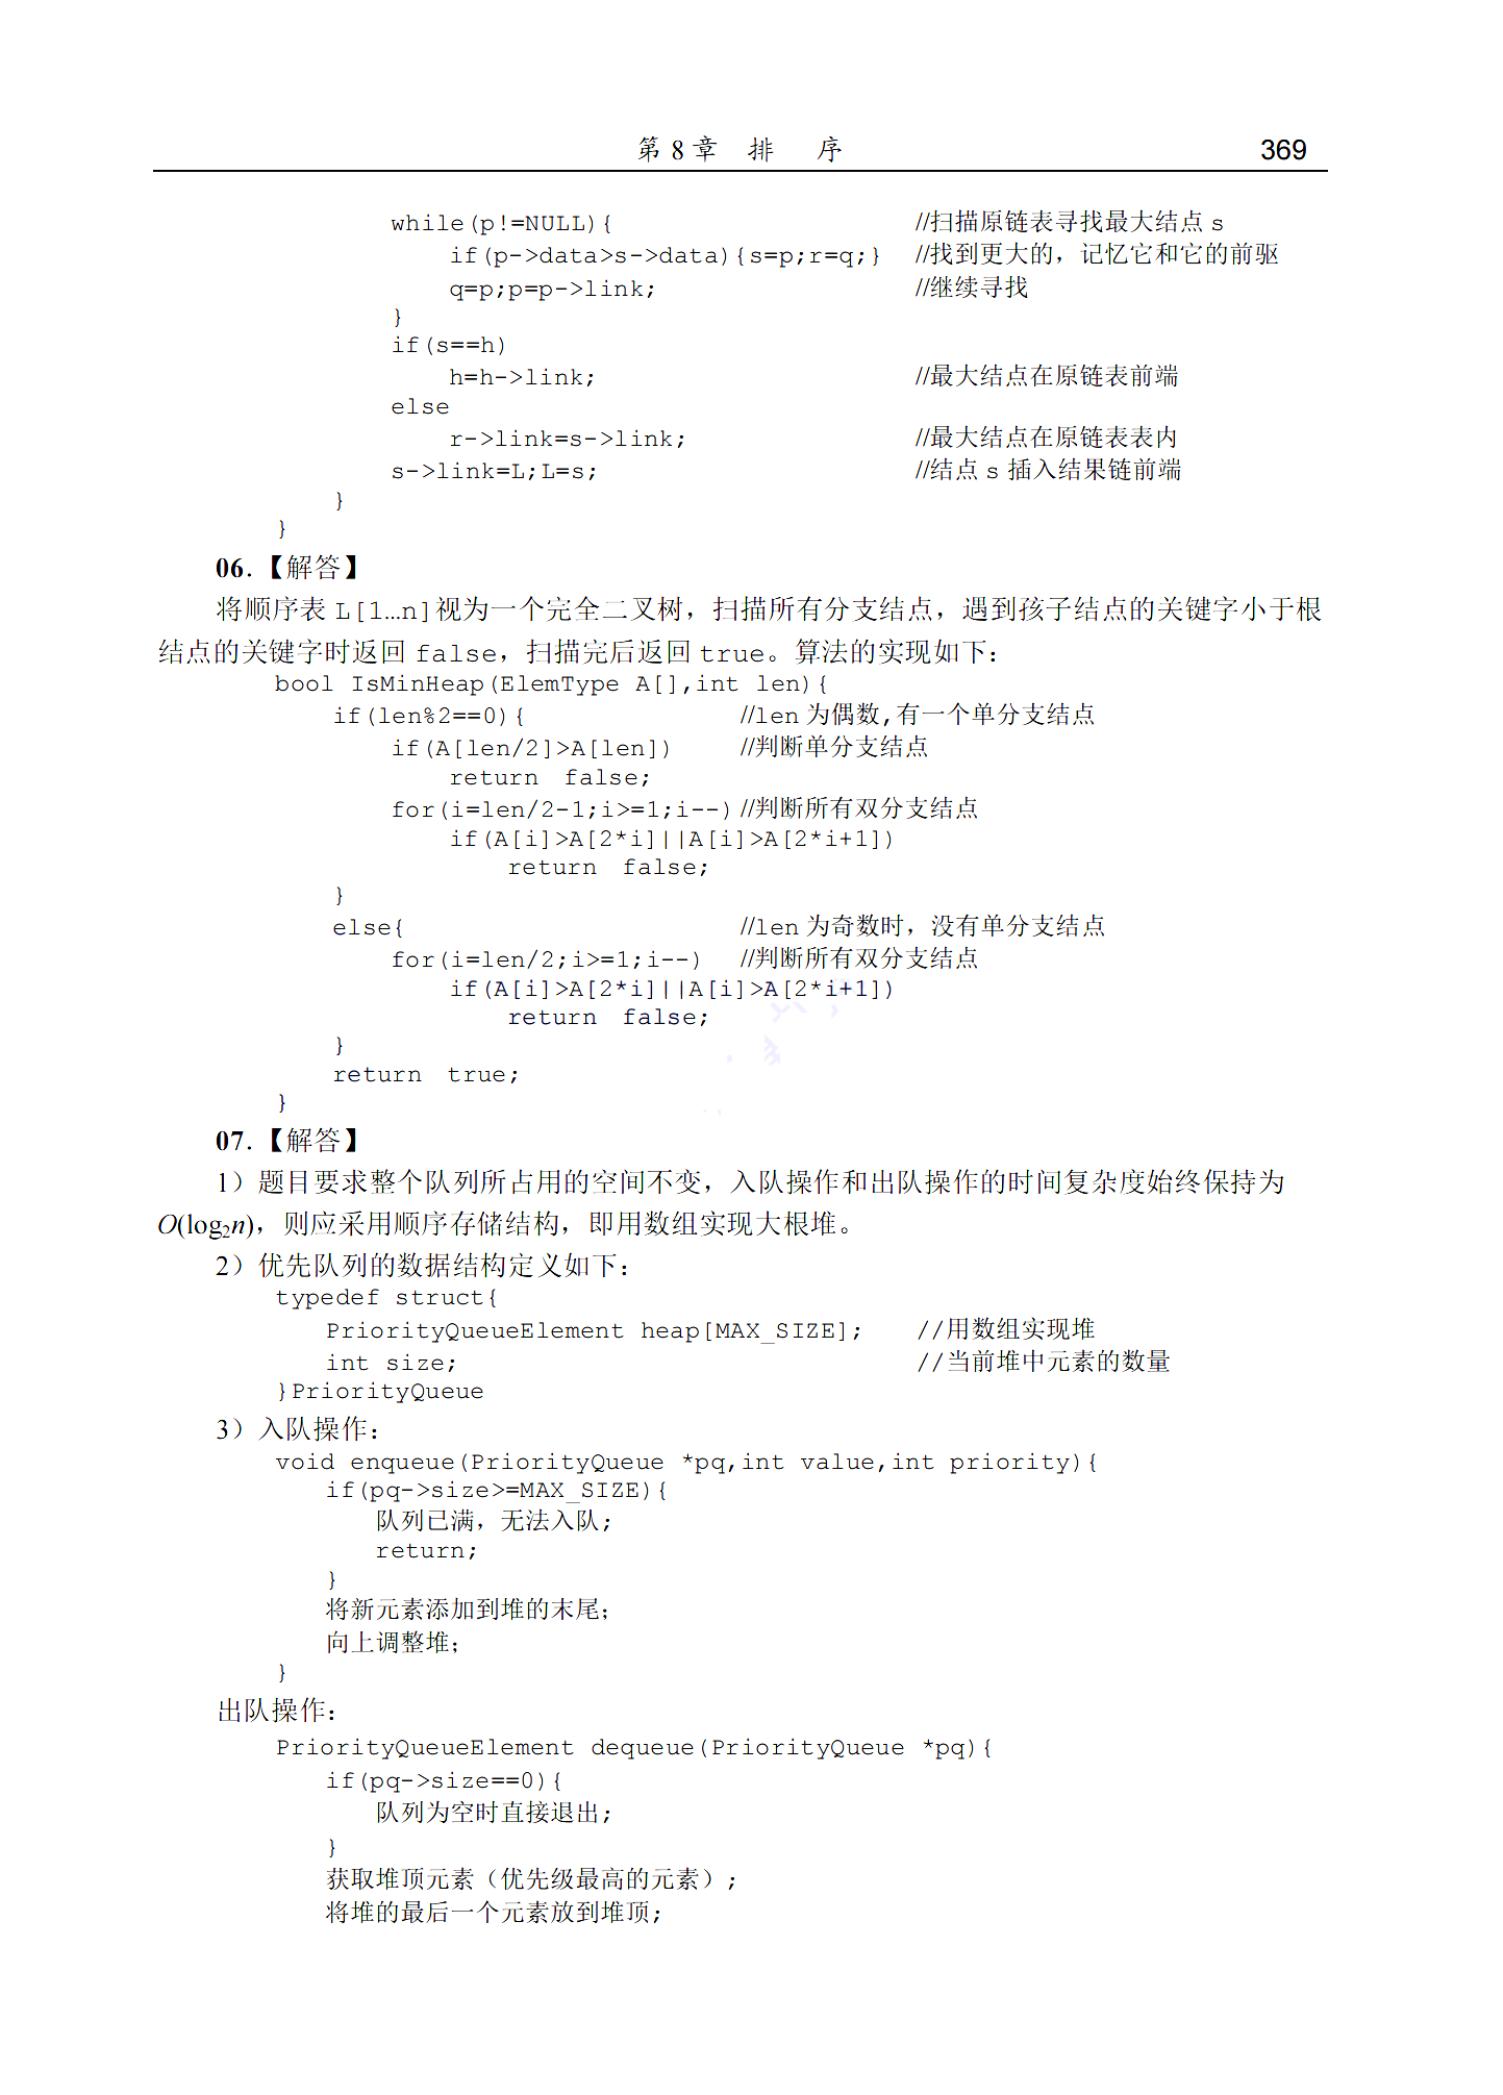 第 8 章 排 序 369
while(p!=NULL){ //扫描原链表寻找最大结点 s
if(p->data>s->data){s=p;r=q;} //找到更大的，记忆它和它的前驱
q=p;p=p->link; //继续寻找
}
if(s==h)
h=h->link; //最大结点在原链表前端
else
r->link=s->link; //最大结点在原链表表内
s->link=L;L=s; //结点 s 插入结果链前端
}
}
06.【解答】
将顺序表 L[1…n]视为一个完全二叉树，扫描所有分支结点，遇到孩子结点的关键字小于根
结点的关键字时返回 false，扫描完后返回 true。算法的实现如下：
bool IsMinHeap(ElemType A[],int len){
if(len%2==0){ //len 为偶数,有一个单分支结点
if(A[len/2]>A[len]) //判断单分支结点
return false;
for(i=len/2-1;i>=1;i--) //判断所有双分支结点
if(A[i]>A[2*i]||A[i]>A[2*i+1])
return false;
}
else{ //len 为奇数时，没有单分支结点
for(i=len/2;i>=1;i--) //判断所有双分支结点
if(A[i]>A[2*i]||A[i]>A[2*i+1])
return false;
}
return true;
}
07.【解答】
1）题目要求整个队列所占用的空间不变，入队操作和出队操作的时间复杂度始终保持为
O(log₂n)，则应采用顺序存储结构，即用数组实现大根堆。
2）优先队列的数据结构定义如下：
typedef struct{
PriorityQueueElement heap[MAX_SIZE]; //用数组实现堆
int size; //当前堆中元素的数量
}PriorityQueue
3）入队操作：
void enqueue(PriorityQueue *pq,int value,int priority){
if(pq->size>=MAX_SIZE){
队列已满，无法入队;
return;
}
将新元素添加到堆的末尾;
向上调整堆;
}
出队操作：
PriorityQueueElement dequeue(PriorityQueue *pq){
if(pq->size==0){
队列为空时直接退出;
}
获取堆顶元素（优先级最高的元素）;
将堆的最后一个元素放到堆顶;